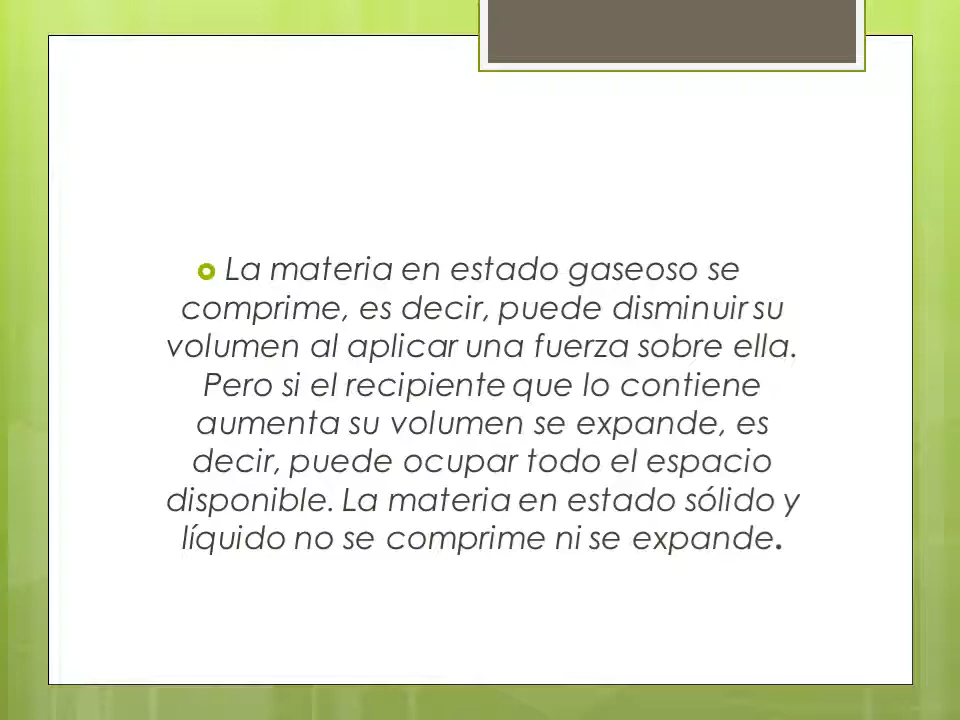 La materia en estado gaseoso se
comprime, es decir, puede disminuir su
volumen al aplicar una fuerza sobre ella.
Pero si el recipiente que lo contiene
aumenta su volumen se expande, es
decir, puede ocupar todo el espacio
disponible. La materia en estado sólido y
líquido no se comprime ni se expande.